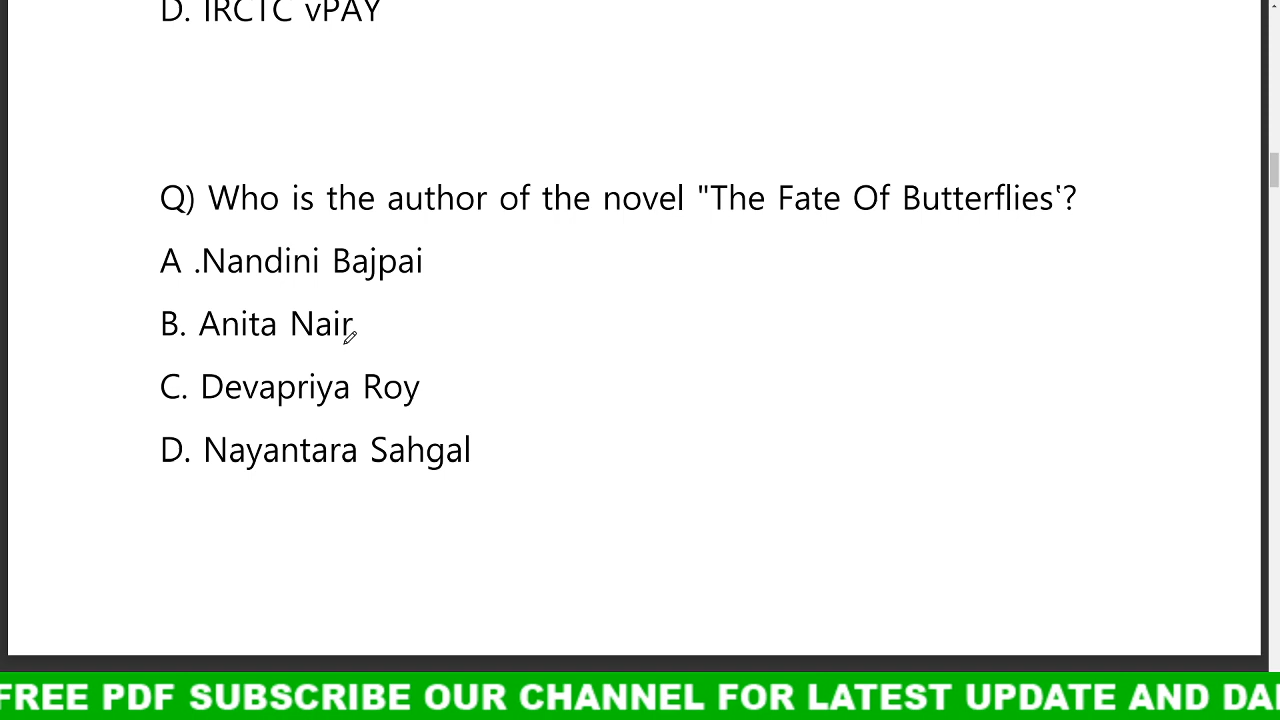 D. IRCTC vPAY
Q) Who is the author of the novel "The Fate Of Butterflies'?
A .Nandini Bajpai
B. Anita Nair
C. Devapriya Roy
D. Nayantara Sahgal
FREE PDF SUBSCRIBE OUR CHANNEL FOR LATEST UPDATE AND DAI